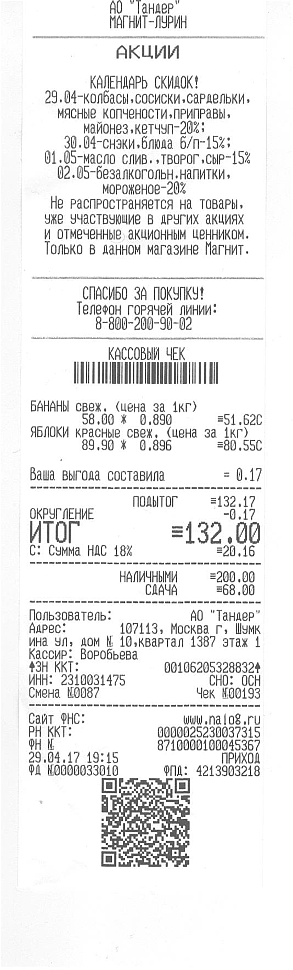 АО "Тандер"
МАГНИТ-ЛУРИН
АКЦИИ
КАЛЕНДАРЬ СКИДОК!
29.04-колбасы,сосиски,сардельки,
мясные копчености,приправы,
майонез,кетчуп-20%;
30.04-снэки,блюда б/п-15%;
01.05-масло слив.,творог,сыр-15%
02.05-безалкогольн.напитки,
мороженое-20%
Не распространяется на товары,
уже участвующие в других акциях
и отмеченные акционным ценником.
Только в данном магазине Магнит.
СПАСИБО ЗА ПОКУПКУ!
Телефон горячей линии:
8-800-200-90-02
КАССОВЫЙ ЧЕК
БАНАНЫ свеж. (цена за 1кг)
58.00 * 0.890 ≡51.62С
ЯБЛОКИ красные свеж. (цена за 1кг)
89.90 * 0.896 ≡80.55С
Ваша выгода составила = 0.17
ПОДЫТОГ ≡132.17
ОКРУГЛЕНИЕ -0.17
ИТОГ ≡132.00
С: Сумма НДС 18% ≡20.16
НАЛИЧНЫМИ ≡200.00
СДАЧА ≡68.00
Пользователь: АО "Тандер"
Адрес: 107113, Москва г, Шумк
ина ул, дом № 10,квартал 1387 этаж 1
Кассир: Воробьева
↑ЗН ККТ: 00106205328832↑
ИНН: 2310031475 СНО: ОСН
Смена №0087 Чек №00193
Сайт ФНС: www.nalog.ru
РН ККТ: 0000025230037315
ФН № 8710000100045367
29.04.17 19:15 ПРИХОД
ФД №0000033010 ФПД: 4213903218